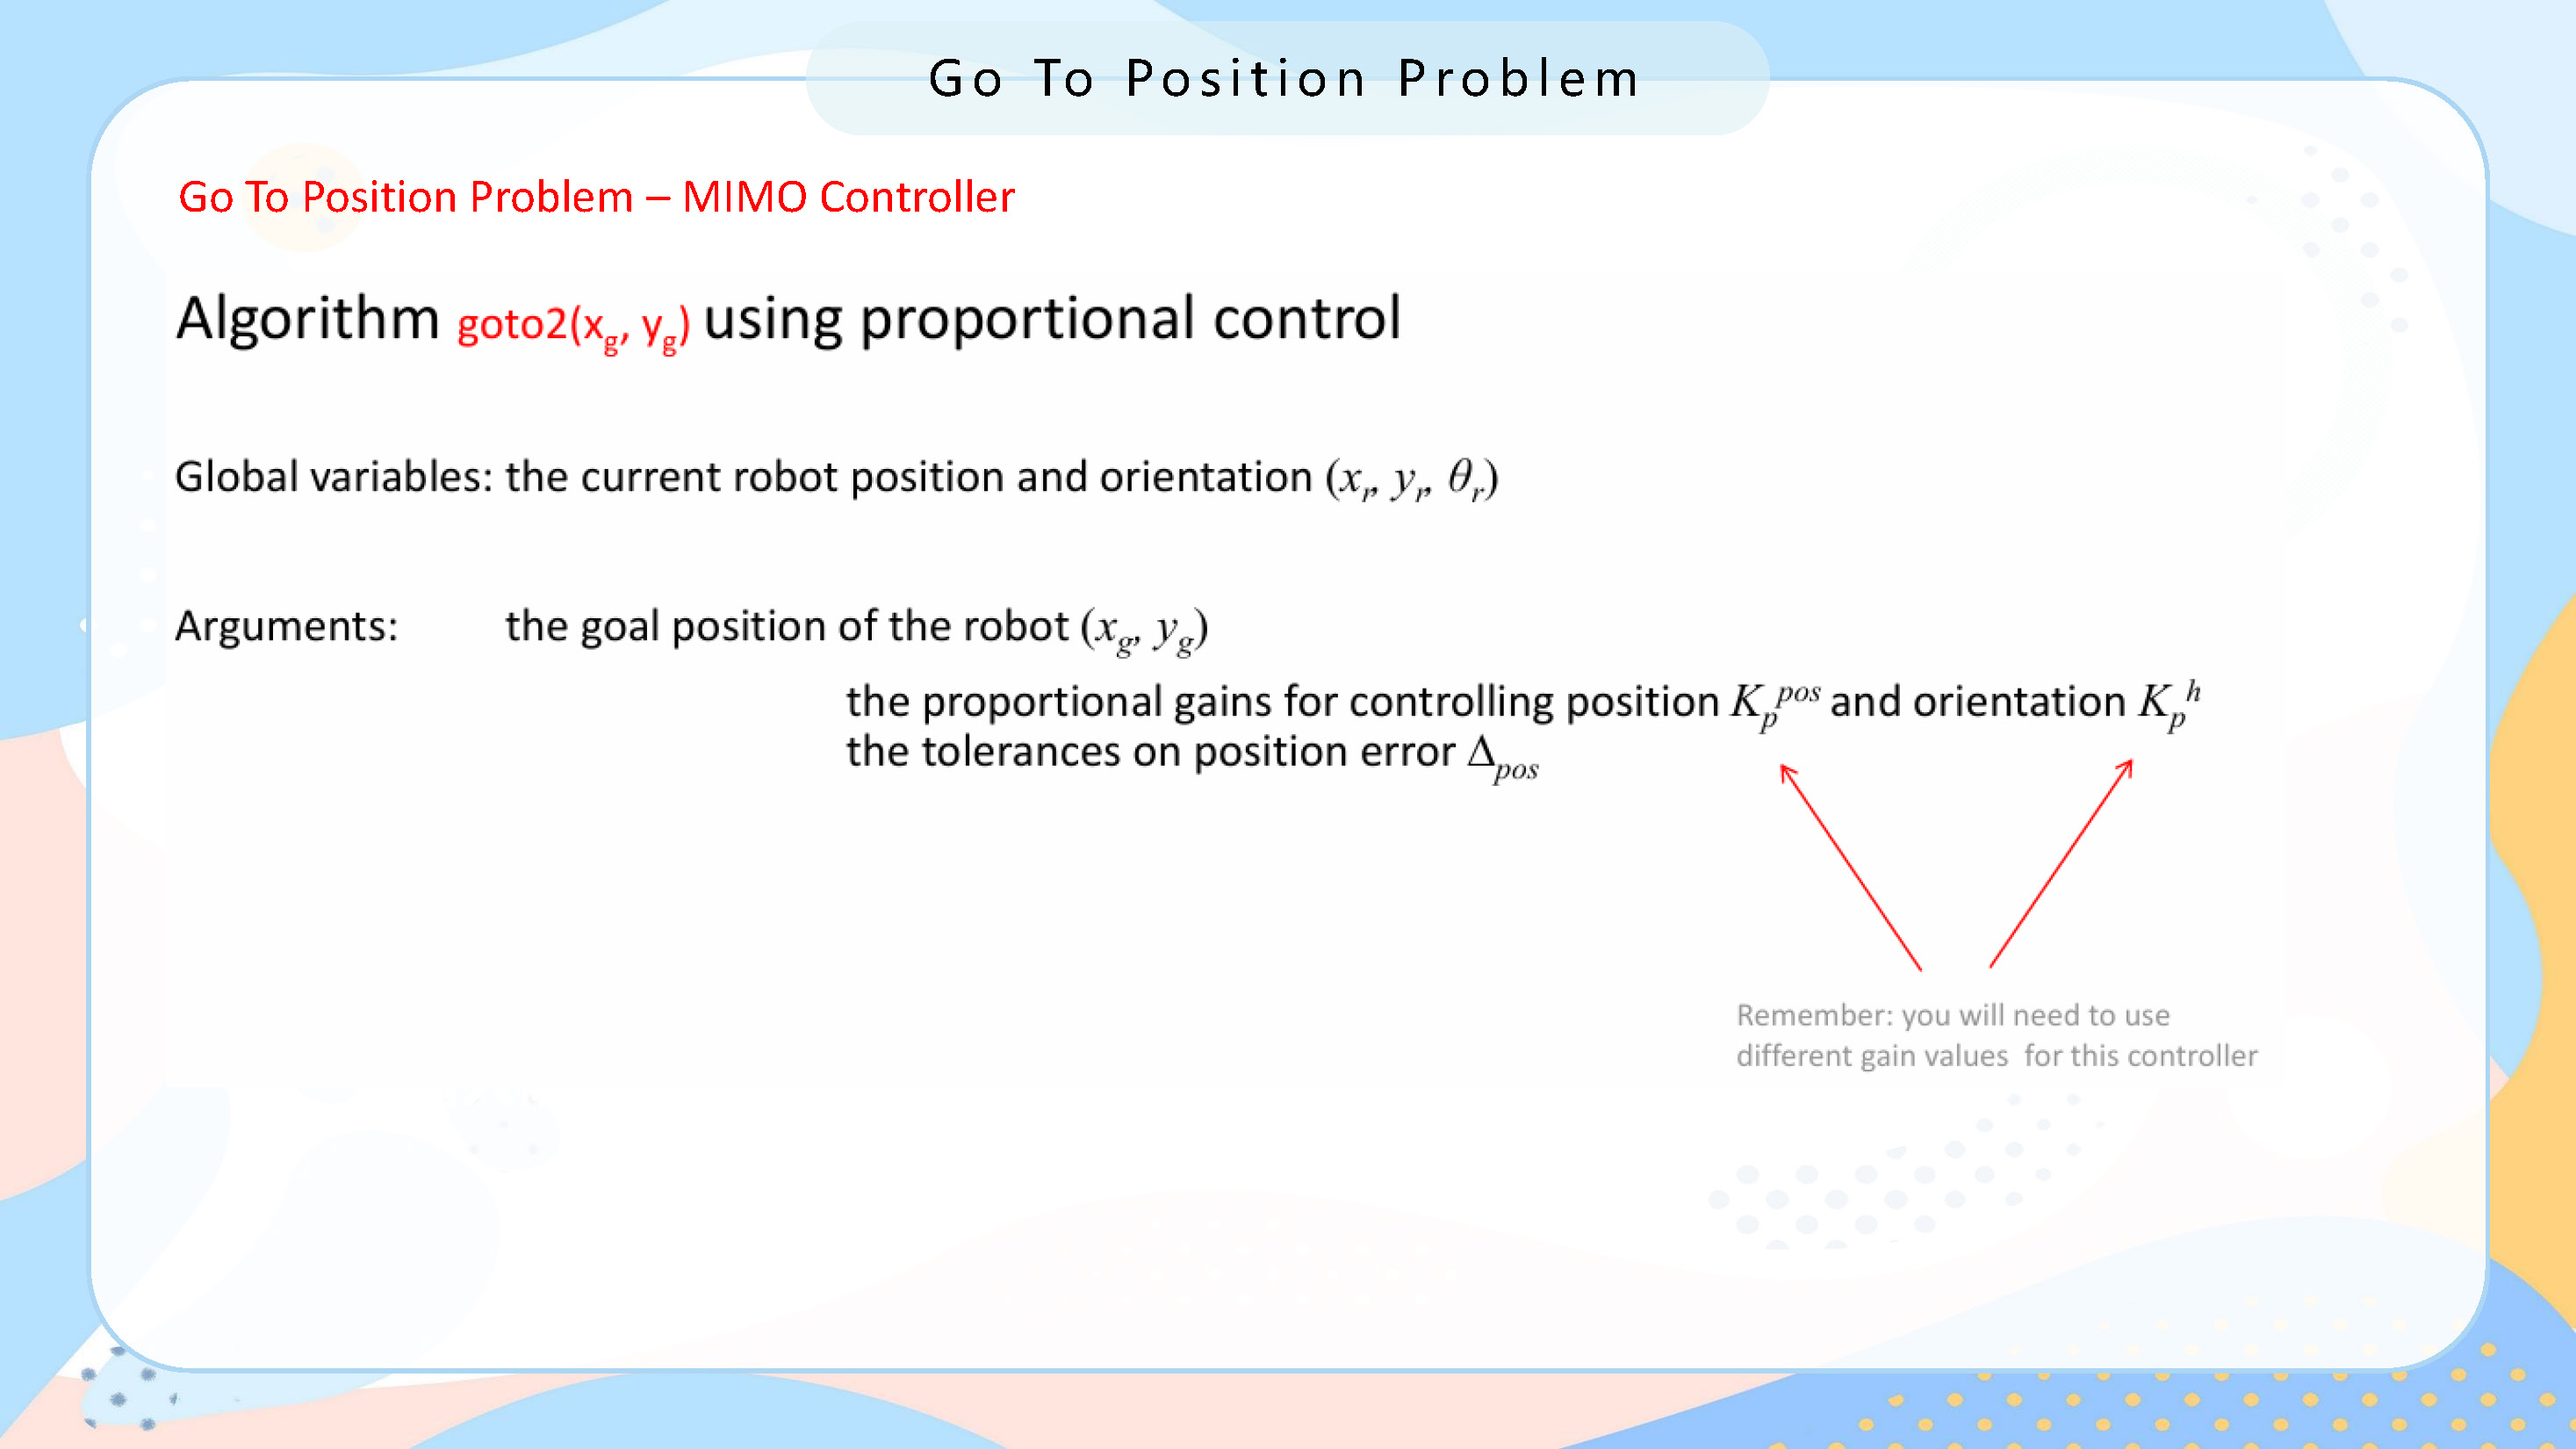 Go To Position Problem
Go To Position Problem – MIMO Controller
Algorithm goto2(x_g, y_g) using proportional control
Global variables: the current robot position and orientation (x_r, y_r, θ_r)
Arguments: the goal position of the robot (x_g, y_g)
the proportional gains for controlling position K_p^pos and orientation K_p^h
the tolerances on position error Δ_pos
Remember: you will need to use
different gain values for this controller